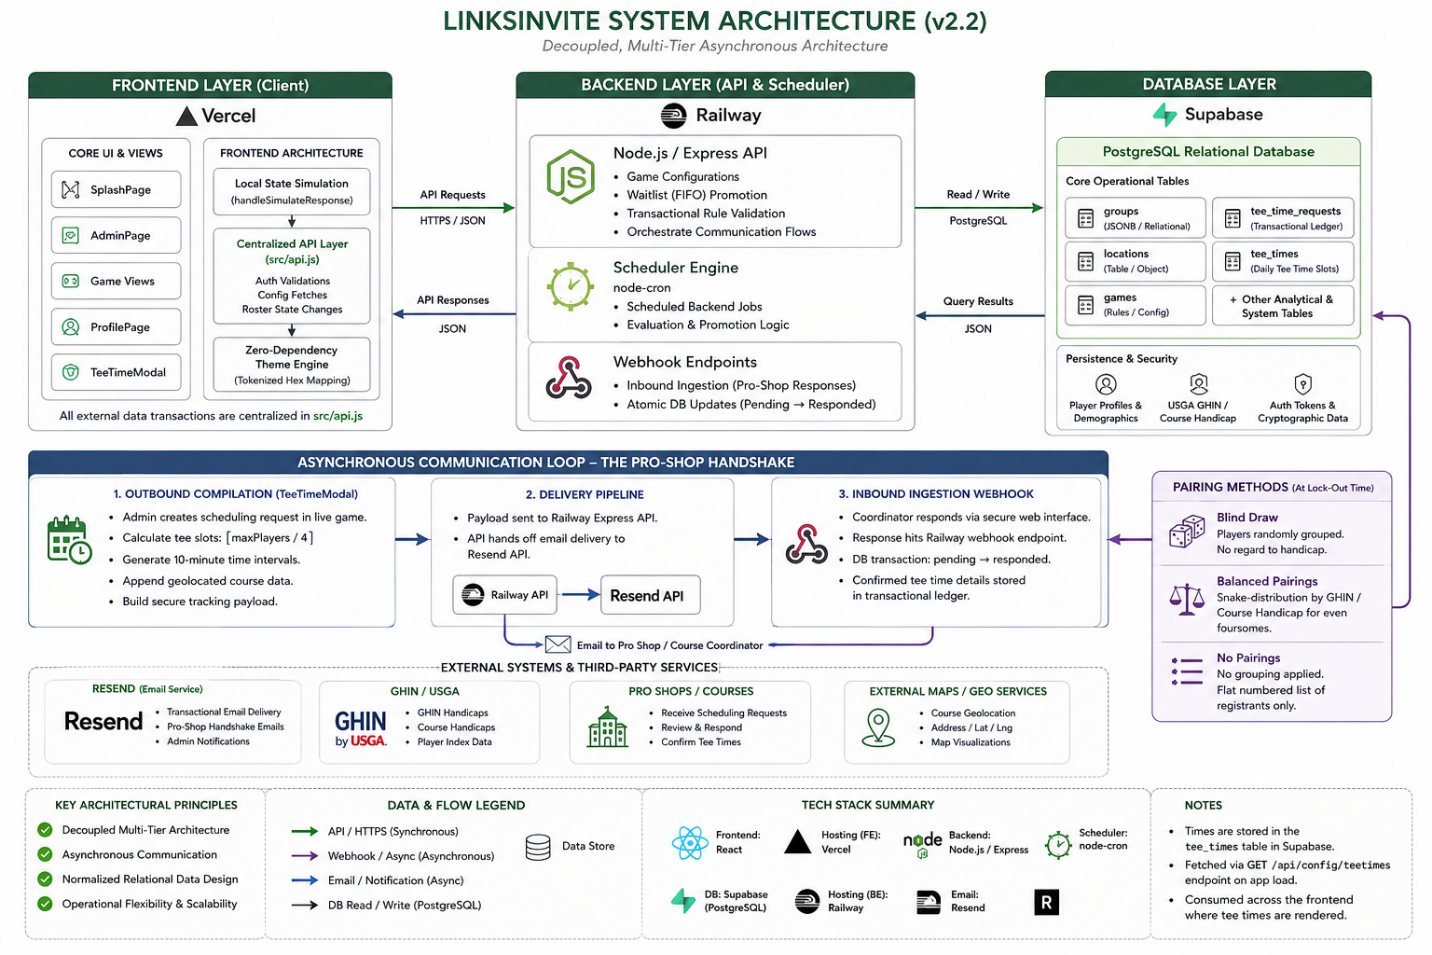 LINKSINVITE SYSTEM ARCHITECTURE (v2.2)
Decoupled, Multi-Tier Asynchronous Architecture
FRONTEND LAYER (Client)
Vercel
CORE UI & VIEWS
SplashPage
AdminPage
Game Views
ProfilePage
TeeTimeModal
FRONTEND ARCHITECTURE
Local State Simulation
(handleSimulateResponse)
Centralized API Layer
(src/api.js)
Auth Validations
Config Fetches
Roster State Changes
Zero-Dependency
Theme Engine
(Tokenized Hex Mapping)
All external data transactions are centralized in src/api.js
API Requests
HTTPS / JSON
API Responses
JSON
BACKEND LAYER (API & Scheduler)
Railway
JS
Node.js / Express API
• Game Configurations
• Waitlist (FIFO) Promotion
• Transactional Rule Validation
• Orchestrate Communication Flows
Scheduler Engine
node-cron
• Scheduled Backend Jobs
• Evaluation & Promotion Logic
Webhook Endpoints
• Inbound Ingestion (Pro-Shop Responses)
• Atomic DB Updates (Pending → Responded)
Read / Write
PostgreSQL
Query Results
JSON
DATABASE LAYER
Supabase
PostgreSQL Relational Database
Core Operational Tables
groups
(JSONB / Reliational)
tee_time_requests
(Transactional Ledger)
locations
(Table / Object)
tee_times
(Daily Tee Time Slots)
games
(Rules / Config)
+ Other Analytical &
System Tables
Persistence & Security
Player Profiles &
Demographics
USGA GHIN /
Course Handicap
Auth Tokens &
Cryptographic Data
ASYNCHRONOUS COMMUNICATION LOOP – THE PRO-SHOP HANDSHAKE
1. OUTBOUND COMPILATION (TeeTimeModal)
• Admin creates scheduling request in live game.
• Calculate tee slots: [maxPlayers / 4]
• Generate 10-minute time intervals.
• Append geolocated course data.
• Build secure tracking payload.
2. DELIVERY PIPELINE
• Payload sent to Railway Express API.
• API hands off email delivery to
Resend API.
Railway API
Resend API
3. INBOUND INGESTION WEBHOOK
• Coordinator responds via secure web interface.
• Response hits Railway webhook endpoint.
• DB transaction: pending → responded.
• Confirmed tee time details stored
in transactional ledger.
Email to Pro Shop / Course Coordinator
PAIRING METHODS (At Lock-Out Time)
Blind Draw
Players randomly grouped.
No regard to handicap.
Balanced Pairings
Snake-distribution by GHIN /
Course Handicap for even
foursomes.
No Pairings
No grouping applied.
Flat numbered list of
registrants only.
EXTERNAL SYSTEMS & THIRD-PARTY SERVICES
RESEND (Email Service)
Resend
• Transactional Email Delivery
• Pro-Shop Handshake Emails
• Admin Notifications
GHIN / USGA
GHIN
by USGA.
• GHIN Handicaps
• Course Handicaps
• Player Index Data
PRO SHOPS / COURSES
• Receive Scheduling Requests
• Review & Respond
• Confirm Tee Times
EXTERNAL MAPS / GEO SERVICES
• Course Geolocation
• Address / Lat / Lng
• Map Visualizations
KEY ARCHITECTURAL PRINCIPLES
Decoupled Multi-Tier Architecture
Asynchronous Communication
Normalized Relational Data Design
Operational Flexibility & Scalability
DATA & FLOW LEGEND
API / HTTPS (Synchronous)
Webhook / Async (Asynchronous)
Email / Notification (Async)
DB Read / Write (PostgreSQL)
Data Store
TECH STACK SUMMARY
Frontend:
React
Hosting (FE):
Vercel
node
JS
Backend:
Node.js / Express
Scheduler:
node-cron
DB: Supabase
(PostgreSQL)
Hosting (BE):
Railway
Email:
Resend
R
NOTES
• Times are stored in the
tee_times table in Supabase.
• Fetched via GET /api/config/teetimes
endpoint on app load.
• Consumed across the frontend
where tee times are rendered.